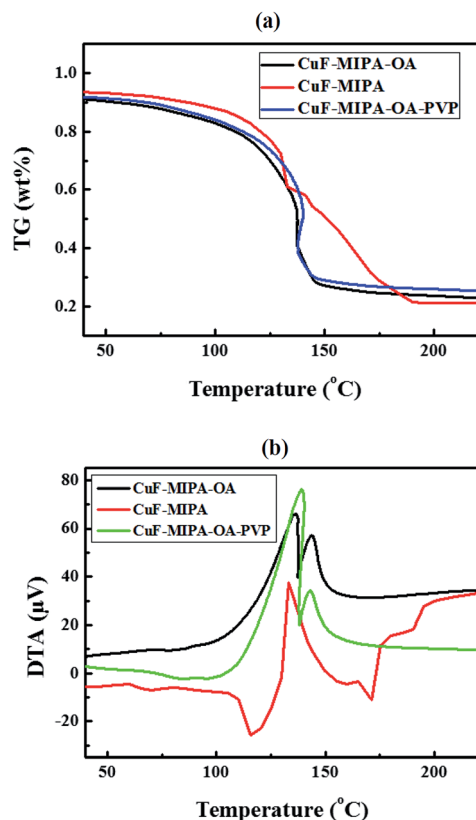 (a)
CuF-MIPA-OA
CuF-MIPA
CuF-MIPA-OA-PVP
1.0
0.8
0.6
0.4
0.2
TG (wt%)
50
100
150
200
Temperature (°C)
(b)
CuF-MIPA-OA
CuF-MIPA
CuF-MIPA-OA-PVP
80
60
40
20
0
-20
DTA (µV)
50
100
150
200
Temperature (°C)